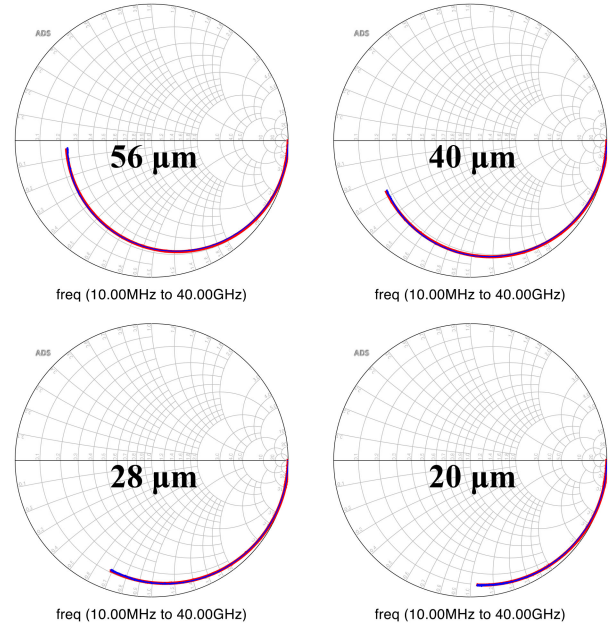 ADS
ADS
56 µm
40 µm
freq (10.00MHz to 40.00GHz)
freq (10.00MHz to 40.00GHz)
ADS
ADS
28 µm
20 µm
freq (10.00MHz to 40.00GHz)
freq (10.00MHz to 40.00GHz)